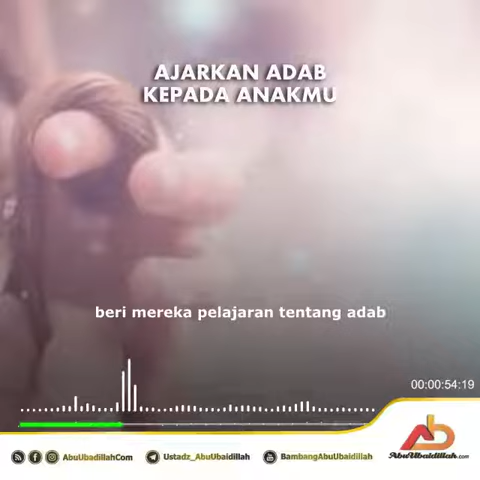 AJARKAN ADAB
KEPADA ANAKMU
beri mereka pelajaran tentang adab
00:00:54:19
AbuUbadillahCom
Ustadz_AbuUbaidillah
BambangAbuUbaidillah
AbuUbaidillah.com